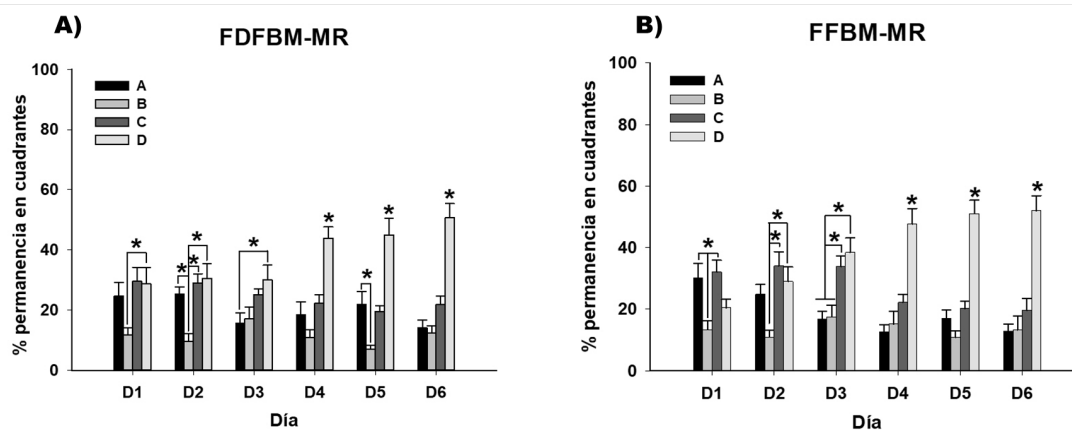 A)
FDFBM-MR
% permanencia en cuadrantes
100
80
60
40
20
0
A
B
C
D
*
*
*
*
*
*
*
*
*
*
D1
D2
D3
D4
D5
D6
Día
B)
FFBM-MR
% permanencia en cuadrantes
100
80
60
40
20
0
A
B
C
D
*
*
*
*
*
*
*
*
D1
D2
D3
D4
D5
D6
Día